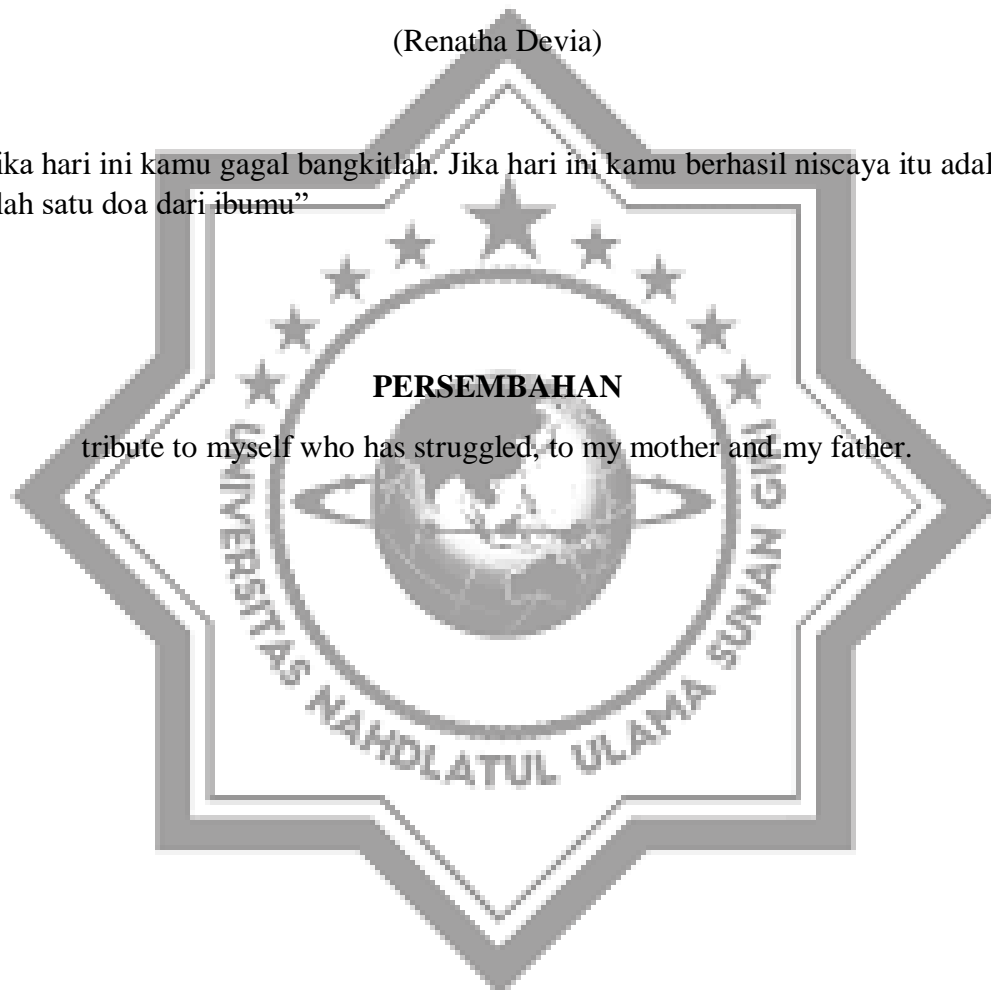 (Renatha Devia)
ika hari ini kamu gagal bangkitlah. Jika hari ini kamu berhasil niscaya itu adal
lah satu doa dari ibumu”
PERSEMBAHAN
tribute to myself who has struggled, to my mother and my father.
UNIVERSITAS NAHDLATUL ULAMA SUNAN GIRI